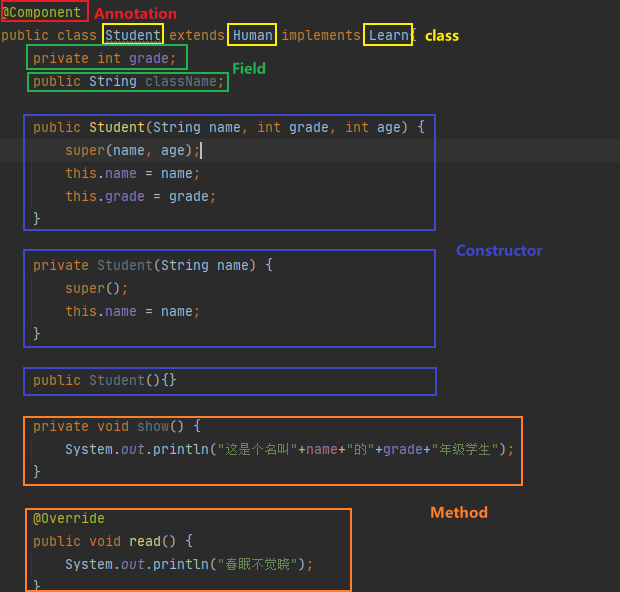 @Component Annotation
public class Student extends Human implements Learn{ class
private int grade;
Field
public String className;
public Student(String name, int grade, int age) {
super(name, age);
this.name = name;
this.grade = grade;
}
Constructor
private Student(String name) {
super();
this.name = name;
}
public Student(){}
private void show() {
System.out.println("这是个名叫"+name+"的"+grade+"年级学生");
}
Method
@Override
public void read() {
System.out.println("春眠不觉晓");
}